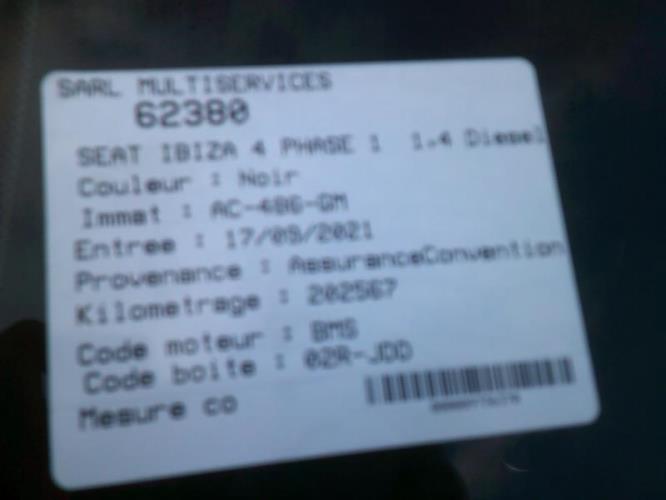 SARL MULTISERVICES
62380
SEAT IBIZA 4 PHASE 1 1.4 Diesel
Couleur : Noir
Immat : AC-486-GM
Entree : 17/09/2021
Provenance : AssuranceConvention
Kilometrage : 202567
Code moteur : BMS
Code boite : 02R-JDD
Mesure co